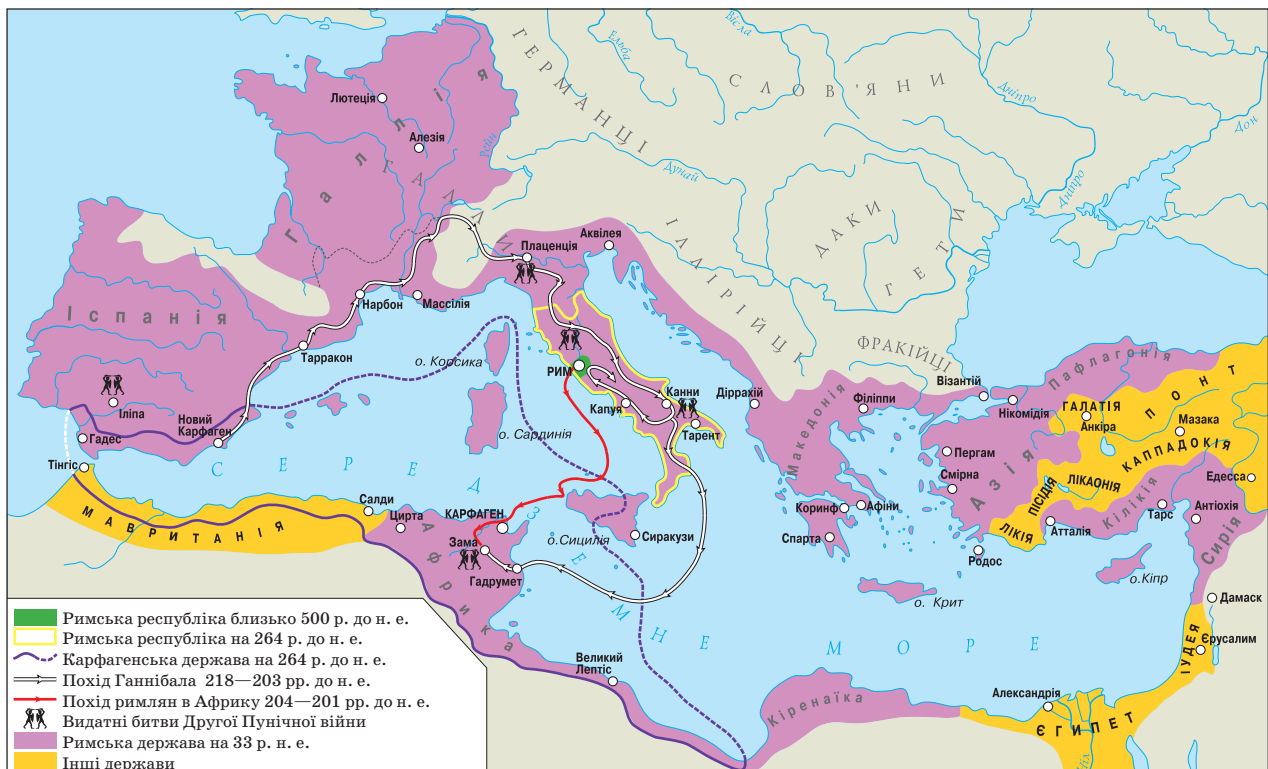 Вісла
Ельба
ГЕРМАНЦІ
СЛОВ'ЯНИ
Дніпро
Дон
Лютеція
Алезія
Рейн
Галлія
ГАЛЛИ
Дунай
Дніпро
ДАКИ
ГЕТИ
ІЛЛІРІЙЦІ
ФРАКІЙЦІ
Плаценція
Аквілея
Нарбон
Массілія
Іспанія
Тарракон
о. Корсика
РИМ
Капуя
Канни
Тарент
Діррахій
Македонія
Філіппи
Візантій
Нікомідія
Пафлагонія
ПОНТ
ГАЛАТІЯ
Анкіра
Мазака
КАППАДОКІЯ
Іліпа
Новий
Карфаген
Гадес
Тінгіс
о. Сардинія
СЕРЕДЗЕМНЕ МОРЕ
Пергам
Смірна
Азія
ПІСІДІЯ
ЛІКАОНІЯ
ЛІКІЯ
Кілікія
Едесса
Тарс
Антіохія
Атталія
Сирія
МАВРИТАНІЯ
Салди
Цирта
КАРФАГЕН
Африка
Зама
Гадрумет
о.Сицилія
Сиракузи
Коринф
Афіни
Спарта
Родос
о. Крит
о.Кіпр
Дамаск
Єрусалим
ІУДЕЯ
Великий
Лептіс
Кіренаїка
Александрія
ЄГИПЕТ
Ніл
Римська республіка близько 500 р. до н. е.
Римська республіка на 264 р. до н. е.
Карфагенська держава на 264 р. до н. е.
Похід Ганнібала 218—203 рр. до н. е.
Похід римлян в Африку 204—201 рр. до н. е.
Видатні битви Другої Пунічної війни
Римська держава на 33 р. н. е.
Інші держави